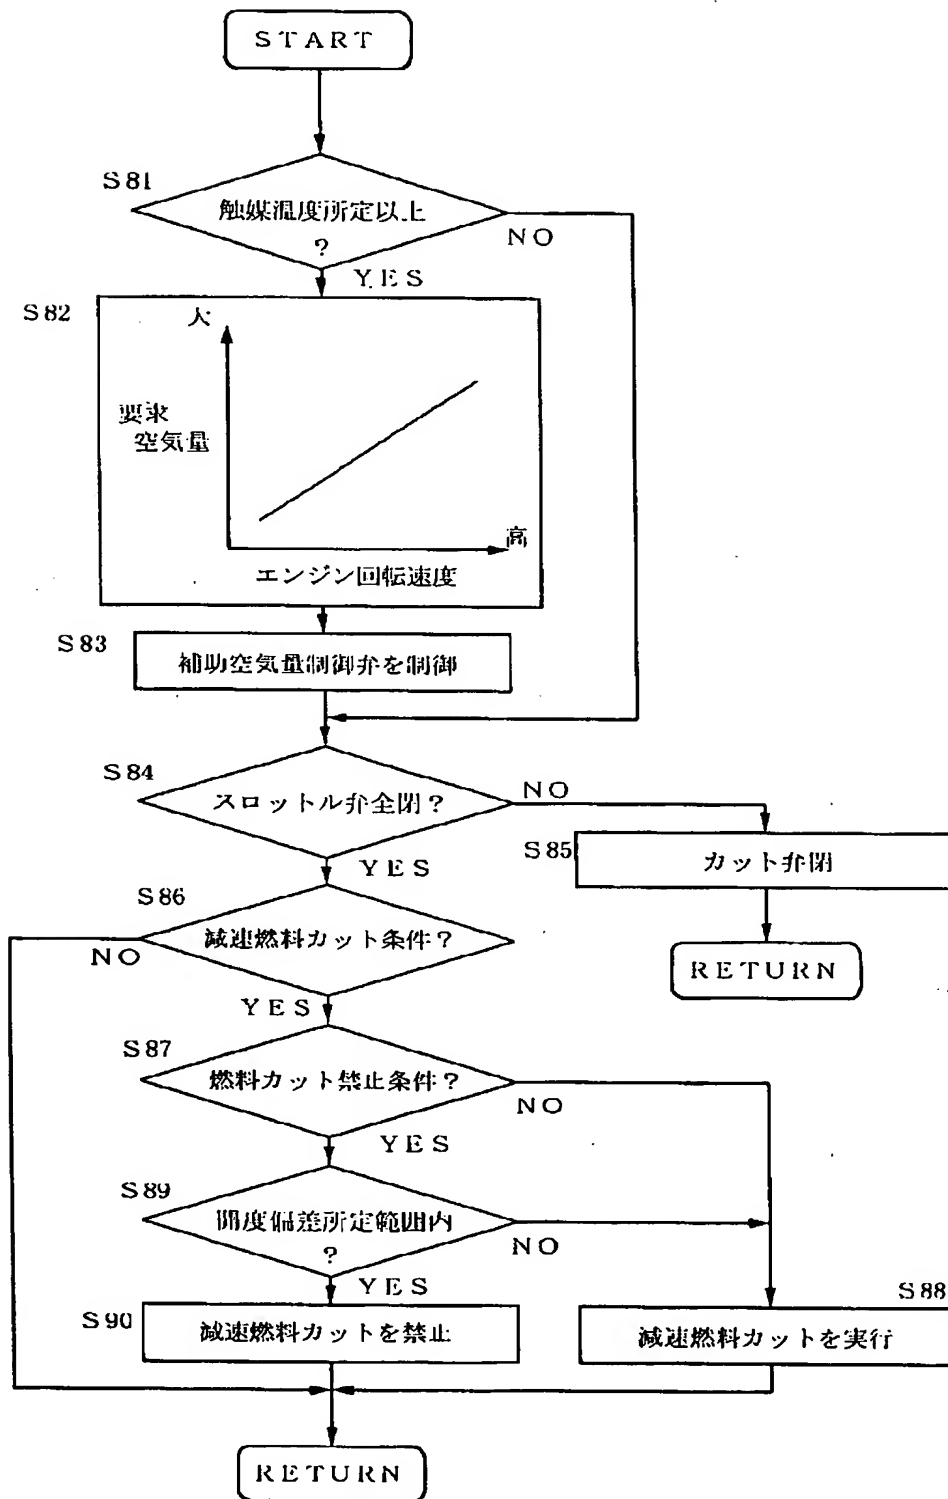 START
S81
触媒温度所定以上
?
NO
YES
S82
大
要求
空気量
高
エンジン回転速度
S83
補助空気量制御弁を制御
S84
スロットル弁全閉?
NO
YES
S85
カット弁閉
RETURN
S86
減速燃料カット条件?
NO
YES
S87
燃料カット禁止条件?
NO
YES
S89
開度偏差所定範囲内
?
NO
YES
S90
減速燃料カットを禁止
S88
減速燃料カットを実行
RETURN